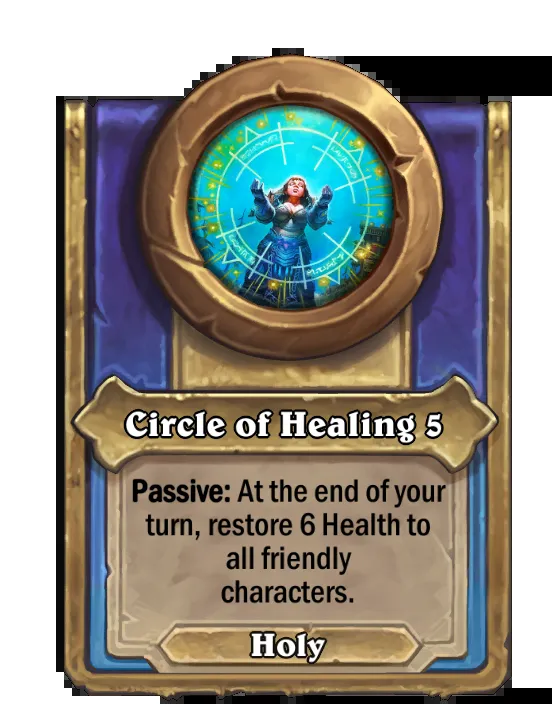 Circle of Healing 5
Passive: At the end of your
turn, restore 6 Health to
all friendly
characters.
Holy